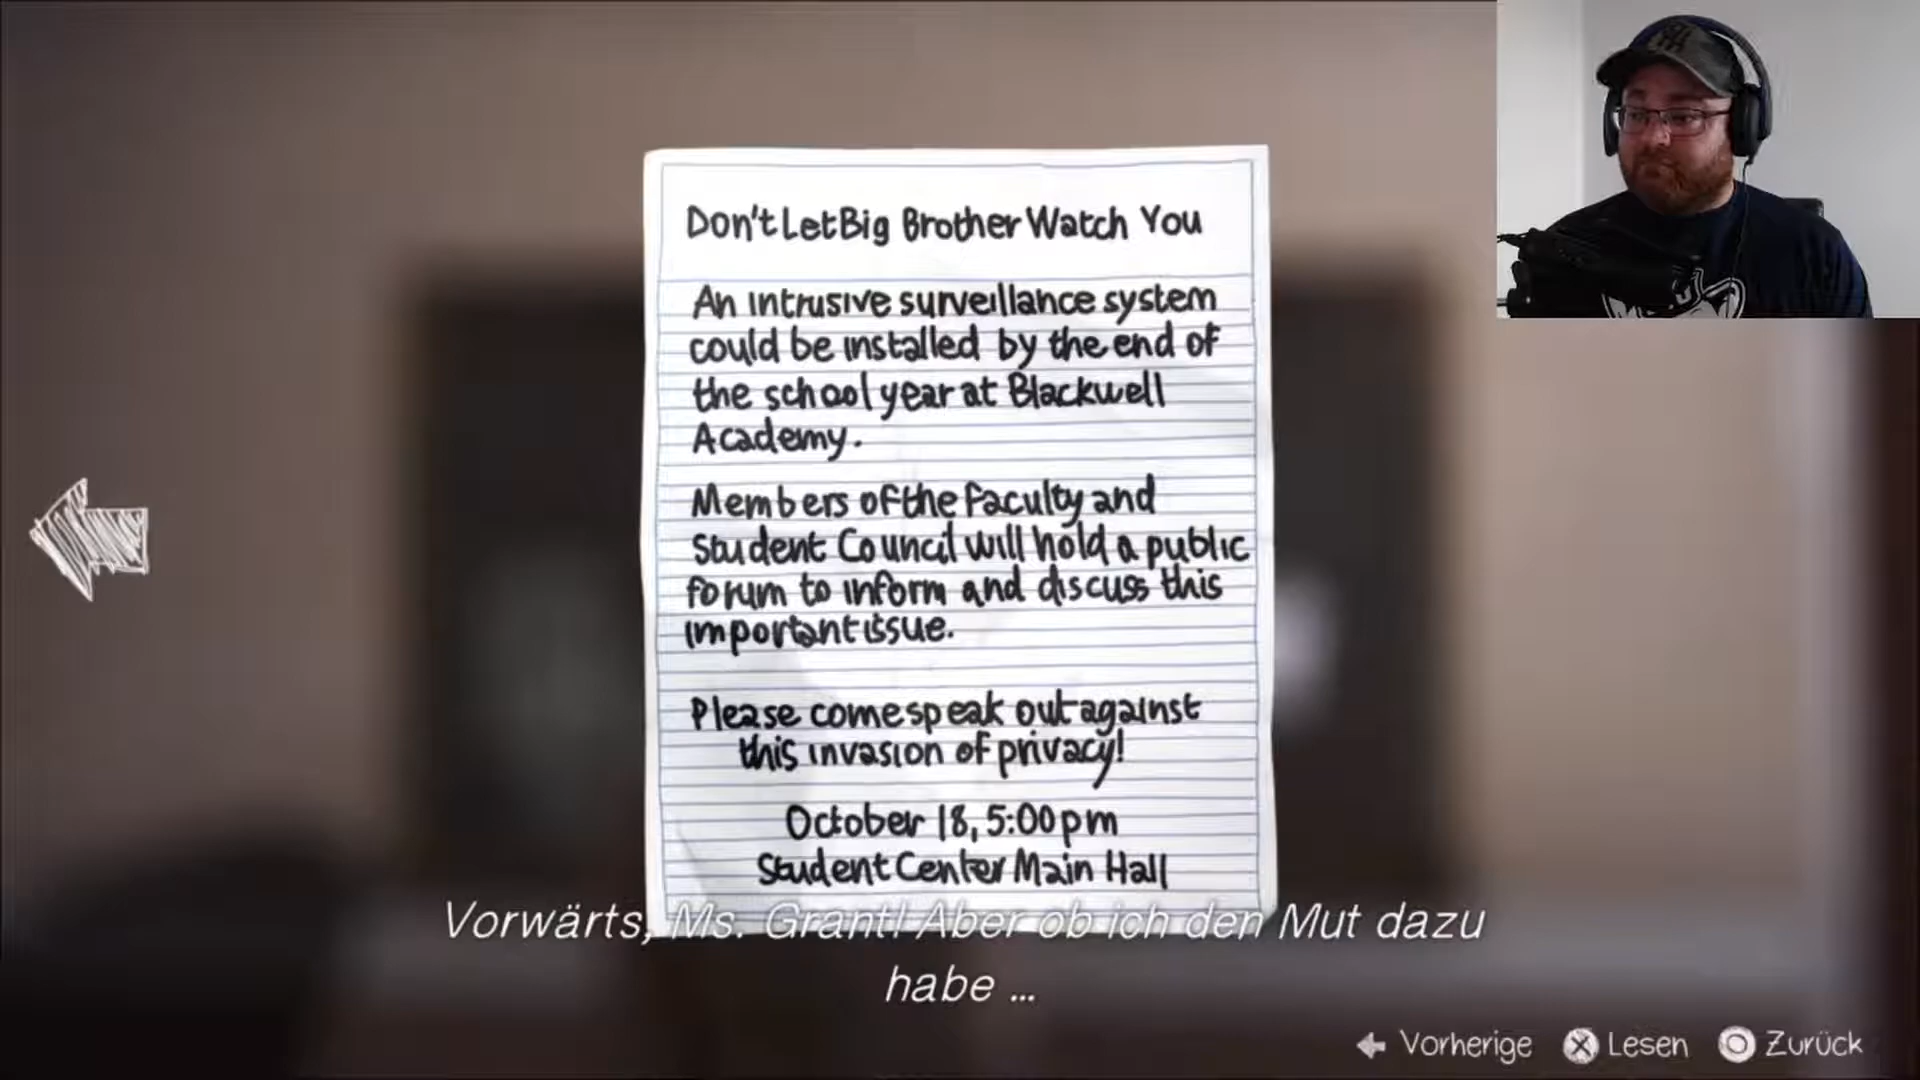 Don't Let Big Brother Watch You
An intrusive surveillance system
could be installed by the end of
the school year at Blackwell
Academy.
Members of the faculty and
Student Council will hold a public
forum to inform and discuss this
important issue.
Please come speak out against
this invasion of privacy!
October 18, 5:00pm
Student Center Main Hall
Vorwärts, Ms. Grant! Aber ob ich den Mut dazu
habe ...
Vorherige Lesen Zurück